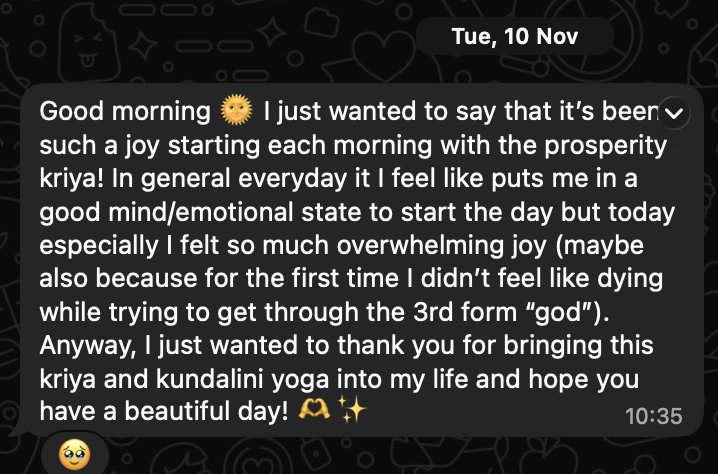 Tue, 10 Nov
Good morning 🌞 I just wanted to say that it’s been
such a joy starting each morning with the prosperity
kriya! In general everyday it I feel like puts me in a
good mind/emotional state to start the day but today
especially I felt so much overwhelming joy (maybe
also because for the first time I didn’t feel like dying
while trying to get through the 3rd form “god”).
Anyway, I just wanted to thank you for bringing this
kriya and kundalini yoga into my life and hope you
have a beautiful day! 🫶✨
10:35
🥹